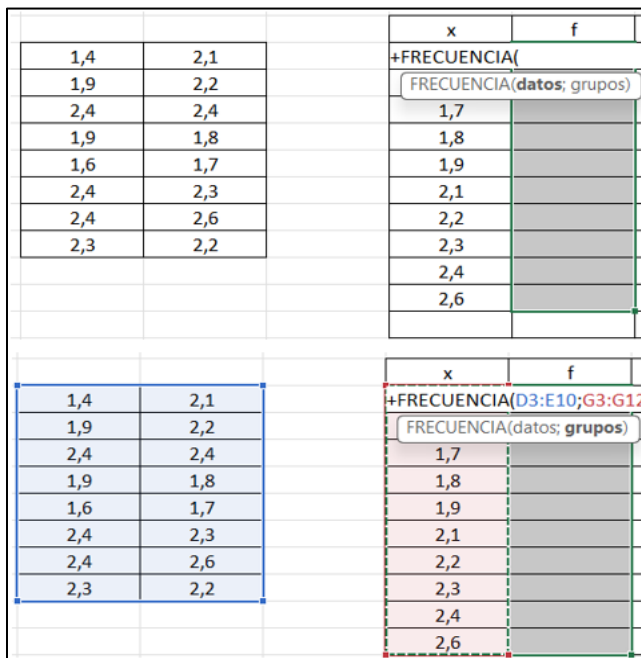 x f
1,4 2,1 +FRECUENCIA(
1,9 2,2 FRECUENCIA(datos; grupos)
2,4 2,4 1,7
1,9 1,8 1,8
1,6 1,7 1,9
2,4 2,3 2,1
2,4 2,6 2,2
2,3 2,2 2,3
2,4
2,6
x f
1,4 2,1 +FRECUENCIA(D3:E10;G3:G12
1,9 2,2 FRECUENCIA(datos; grupos)
2,4 2,4 1,7
1,9 1,8 1,8
1,6 1,7 1,9
2,4 2,3 2,1
2,4 2,6 2,2
2,3 2,2 2,3
2,4
2,6